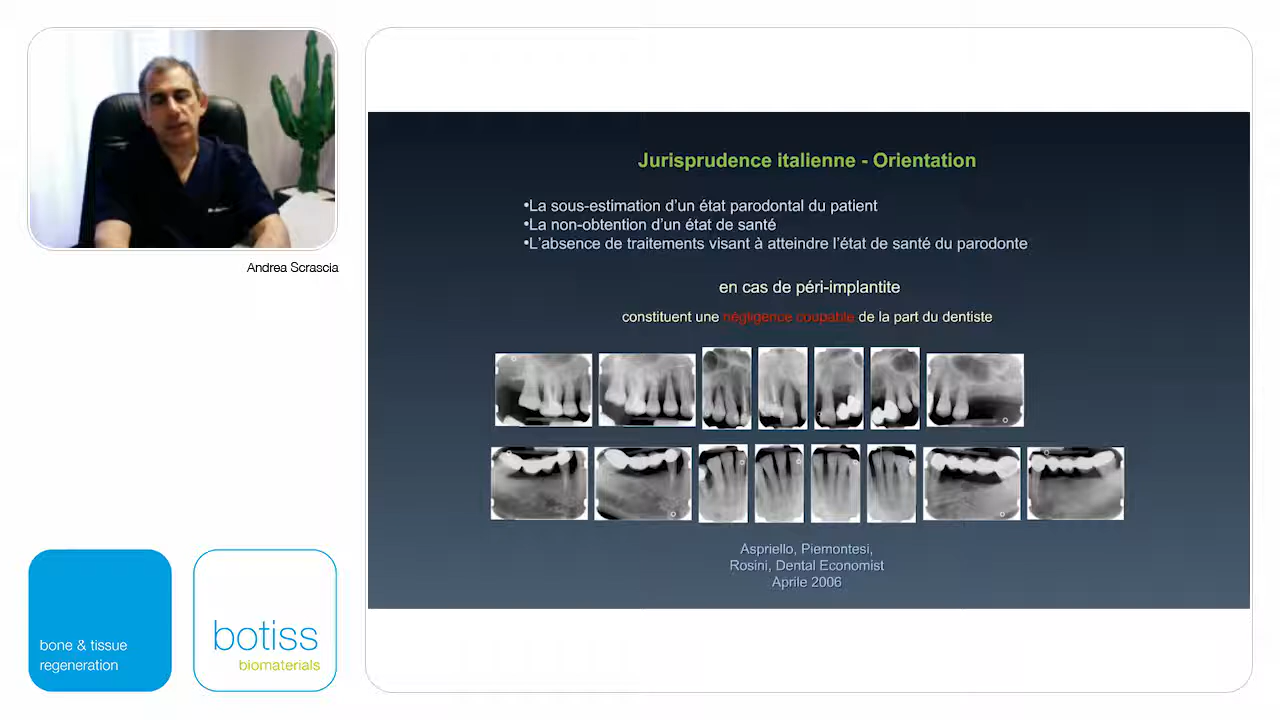 Andrea Scrascia
bone & tissue
regeneration
botiss
biomaterials
Jurisprudence italienne - Orientation
•La sous-estimation d’un état parodontal du patient
•La non-obtention d’un état de santé
•L’absence de traitements visant à atteindre l’état de santé du parodonte
en cas de péri-implantite
constituent une négligence coupable de la part du dentiste
Aspriello, Piemontesi,
Rosini, Dental Economist
Aprile 2006